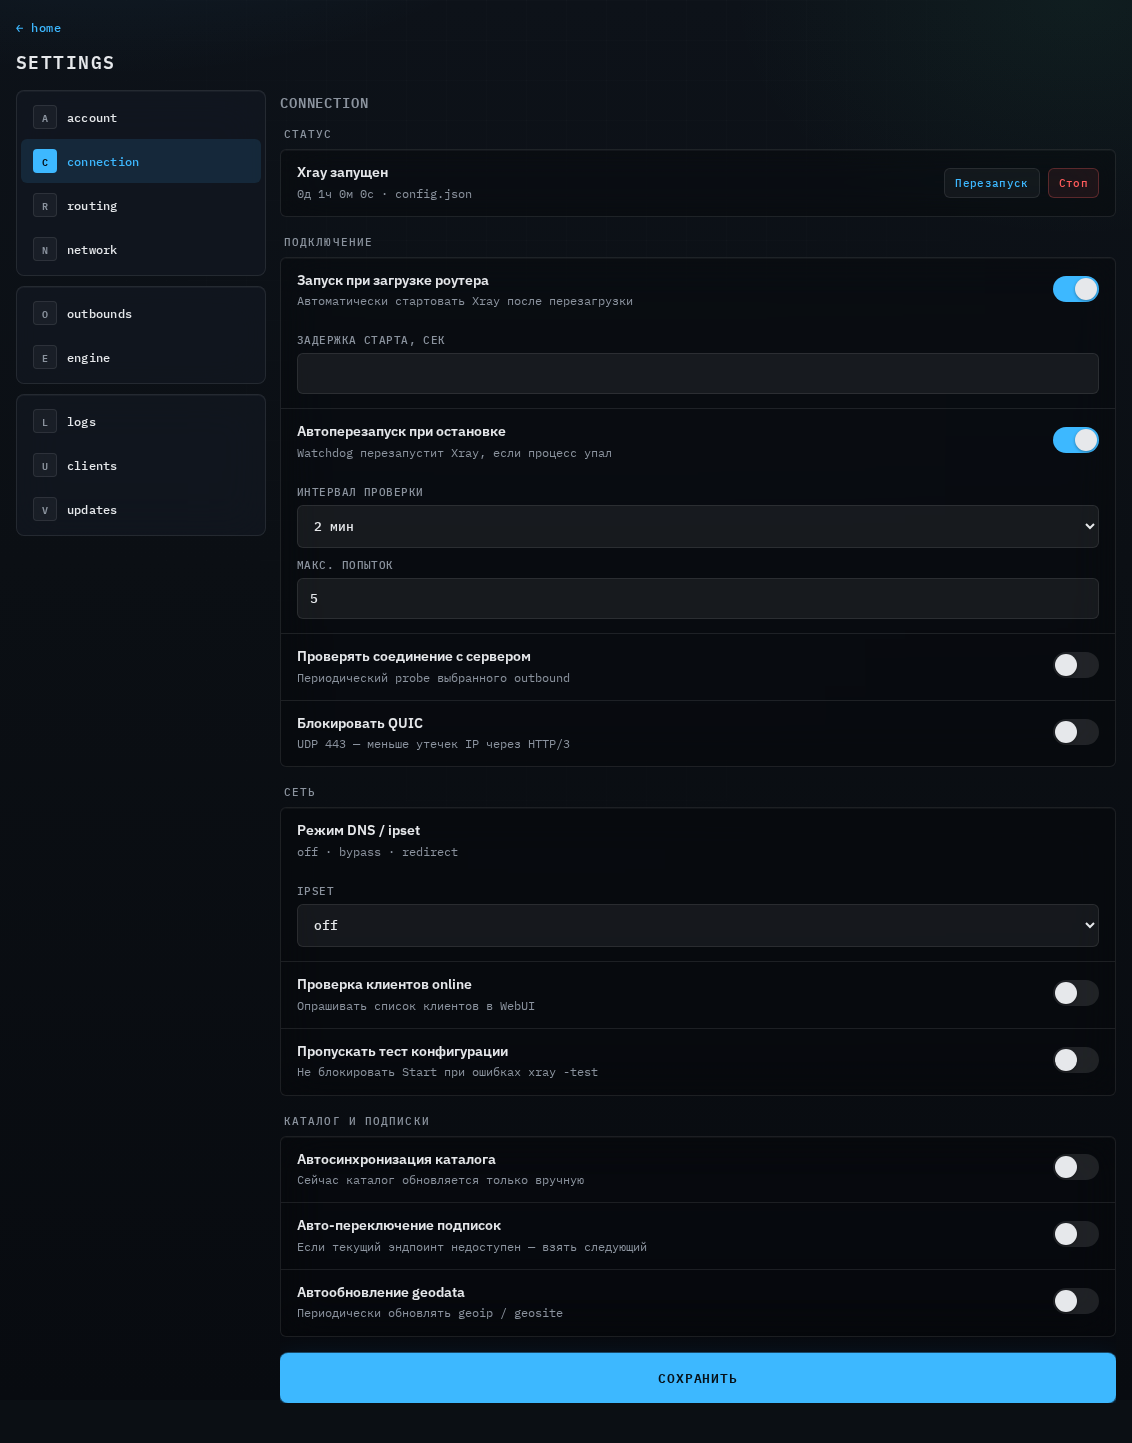 ← home
SETTINGS
A account
C connection
R routing
N network
O outbounds
E engine
L logs
U clients
V updates
CONNECTION
СТАТУС
Xray запущен
0д 1ч 0м 0с · config.json
Перезапуск
Стоп
ПОДКЛЮЧЕНИЕ
Запуск при загрузке роутера
Автоматически стартовать Xray после перезагрузки
ЗАДЕРЖКА СТАРТА, СЕК
Автоперезапуск при остановке
Watchdog перезапустит Xray, если процесс упал
ИНТЕРВАЛ ПРОВЕРКИ
2 мин
МАКС. ПОПЫТОК
5
Проверять соединение с сервером
Периодический probe выбранного outbound
Блокировать QUIC
UDP 443 — меньше утечек IP через HTTP/3
СЕТЬ
Режим DNS / ipset
off · bypass · redirect
IPSET
off
Проверка клиентов online
Опрашивать список клиентов в WebUI
Пропускать тест конфигурации
Не блокировать Start при ошибках xray -test
КАТАЛОГ И ПОДПИСКИ
Автосинхронизация каталога
Сейчас каталог обновляется только вручную
Авто-переключение подписок
Если текущий эндпоинт недоступен — взять следующий
Автообновление geodata
Периодически обновлять geoip / geosite
СОХРАНИТЬ